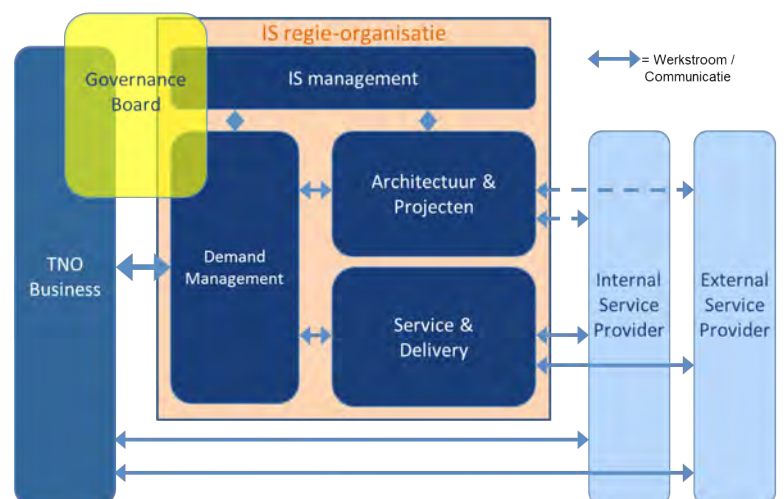 IS regie-organisatie
Governance
Board
IS management
= Werkstroom /
Communicatie
Architectuur &
Projecten
TNO
Business
Demand
Management
Service &
Delivery
Internal
Service
Provider
External
Service
Provider